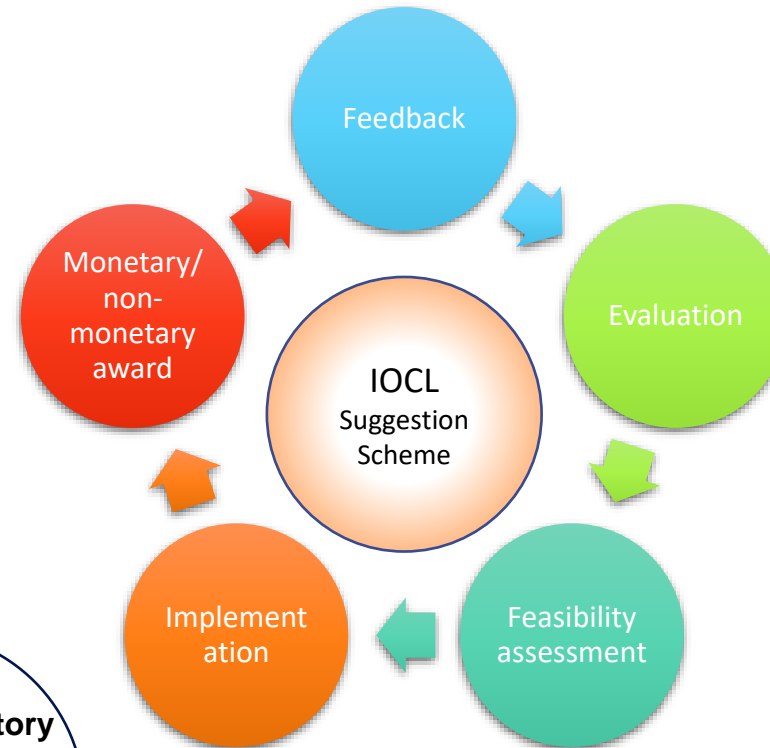 Feedback
Evaluation
Feasibility
assessment
Implement
ation
Monetary/
non-
monetary
award
IOCL
Suggestion
Scheme
tory